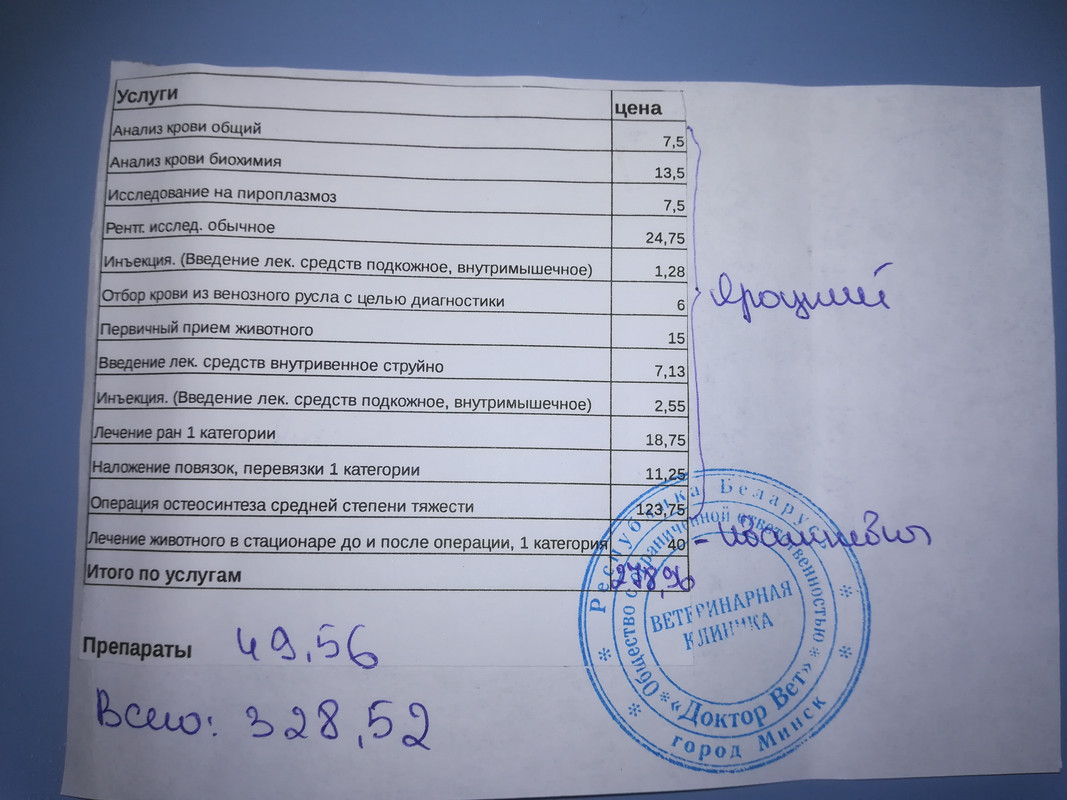 Услуги цена
Анализ крови общий 7,5
Анализ крови биохимия 13,5
Исследование на пироплазмоз 7,5
Рентг. исслед. обычное 24,75
Инъекция. (Введение лек. средств подкожное, внутримышечное) 1,28
Отбор крови из венозного русла с целью диагностики 6
Первичный прием животного 15
Введение лек. средств внутривенное струйно 7,13
Инъекция. (Введение лек. средств подкожное, внутримышечное) 2,55
Лечение ран 1 категории 18,75
Наложение повязок, перевязки 1 категории 11,25
Операция остеосинтеза средней степени тяжести 123,75
Лечение животного в стационаре до и после операции, 1 категория 40
Итого по услугам 278,96
Препараты 49,56
Всего: 328,52
Яроцкий
Республика Беларусь
Общество с ограниченной ответственностью
ВЕТЕРИНАРНАЯ
КЛИНИКА
«Доктор Вет»
город Минск